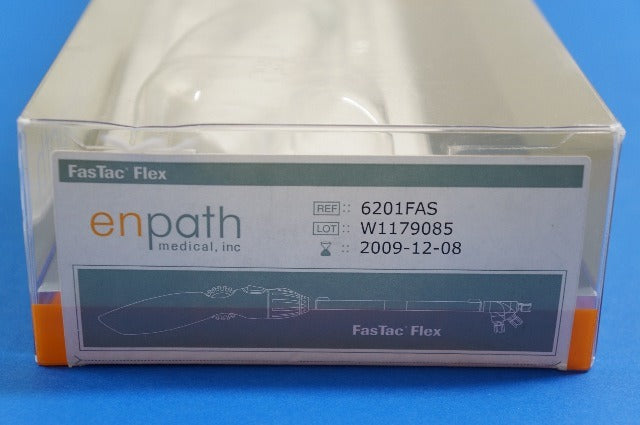 FasTac® Flex
enpath
medical, inc
REF :: 6201FAS
LOT :: W1179085
:: 2009-12-08
FasTac® Flex